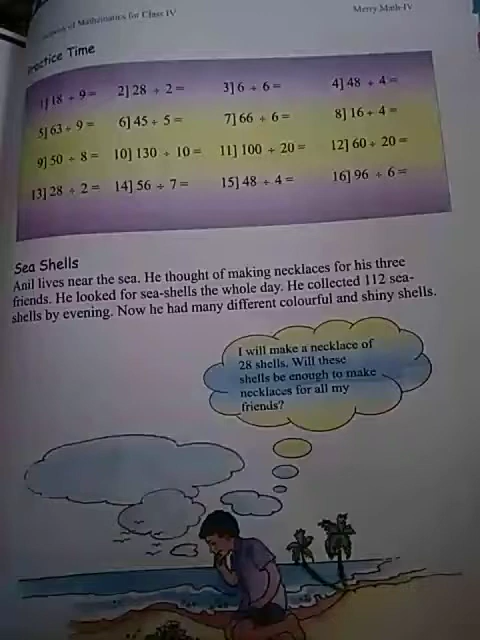 of Mathematics for Class IV
Merry Math-IV
Practice Time
1] 18 ÷ 9 = 2] 28 ÷ 2 = 3] 6 ÷ 6 = 4] 48 ÷ 4 =
5] 63 ÷ 9 = 6] 45 ÷ 5 = 7] 66 ÷ 6 = 8] 16 ÷ 4 =
9] 50 ÷ 8 = 10] 130 ÷ 10 = 11] 100 ÷ 20 = 12] 60 ÷ 20 =
13] 28 ÷ 2 = 14] 56 ÷ 7 = 15] 48 ÷ 4 = 16] 96 ÷ 6 =
Sea Shells
Anil lives near the sea. He thought of making necklaces for his three
friends. He looked for sea-shells the whole day. He collected 112 sea-
shells by evening. Now he had many different colourful and shiny shells.
I will make a necklace of
28 shells. Will these
shells be enough to make
necklaces for all my
friends?